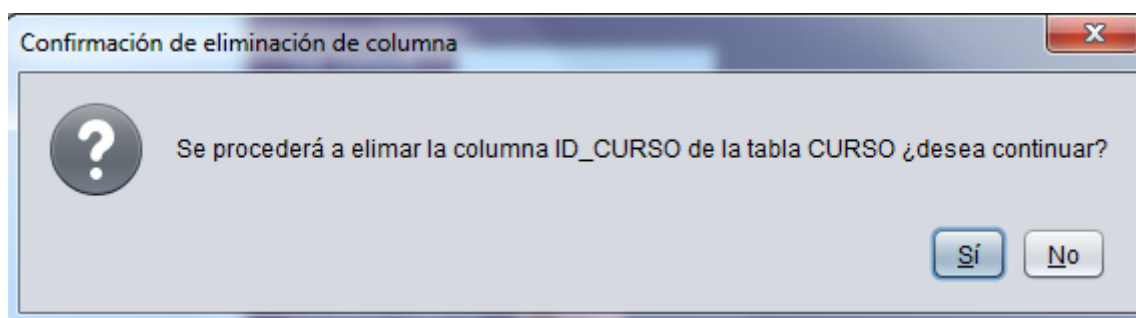 Confirmación de eliminación de columna
Se procederá a elimar la columna ID_CURSO de la tabla CURSO ¿desea continuar?
Sí
No